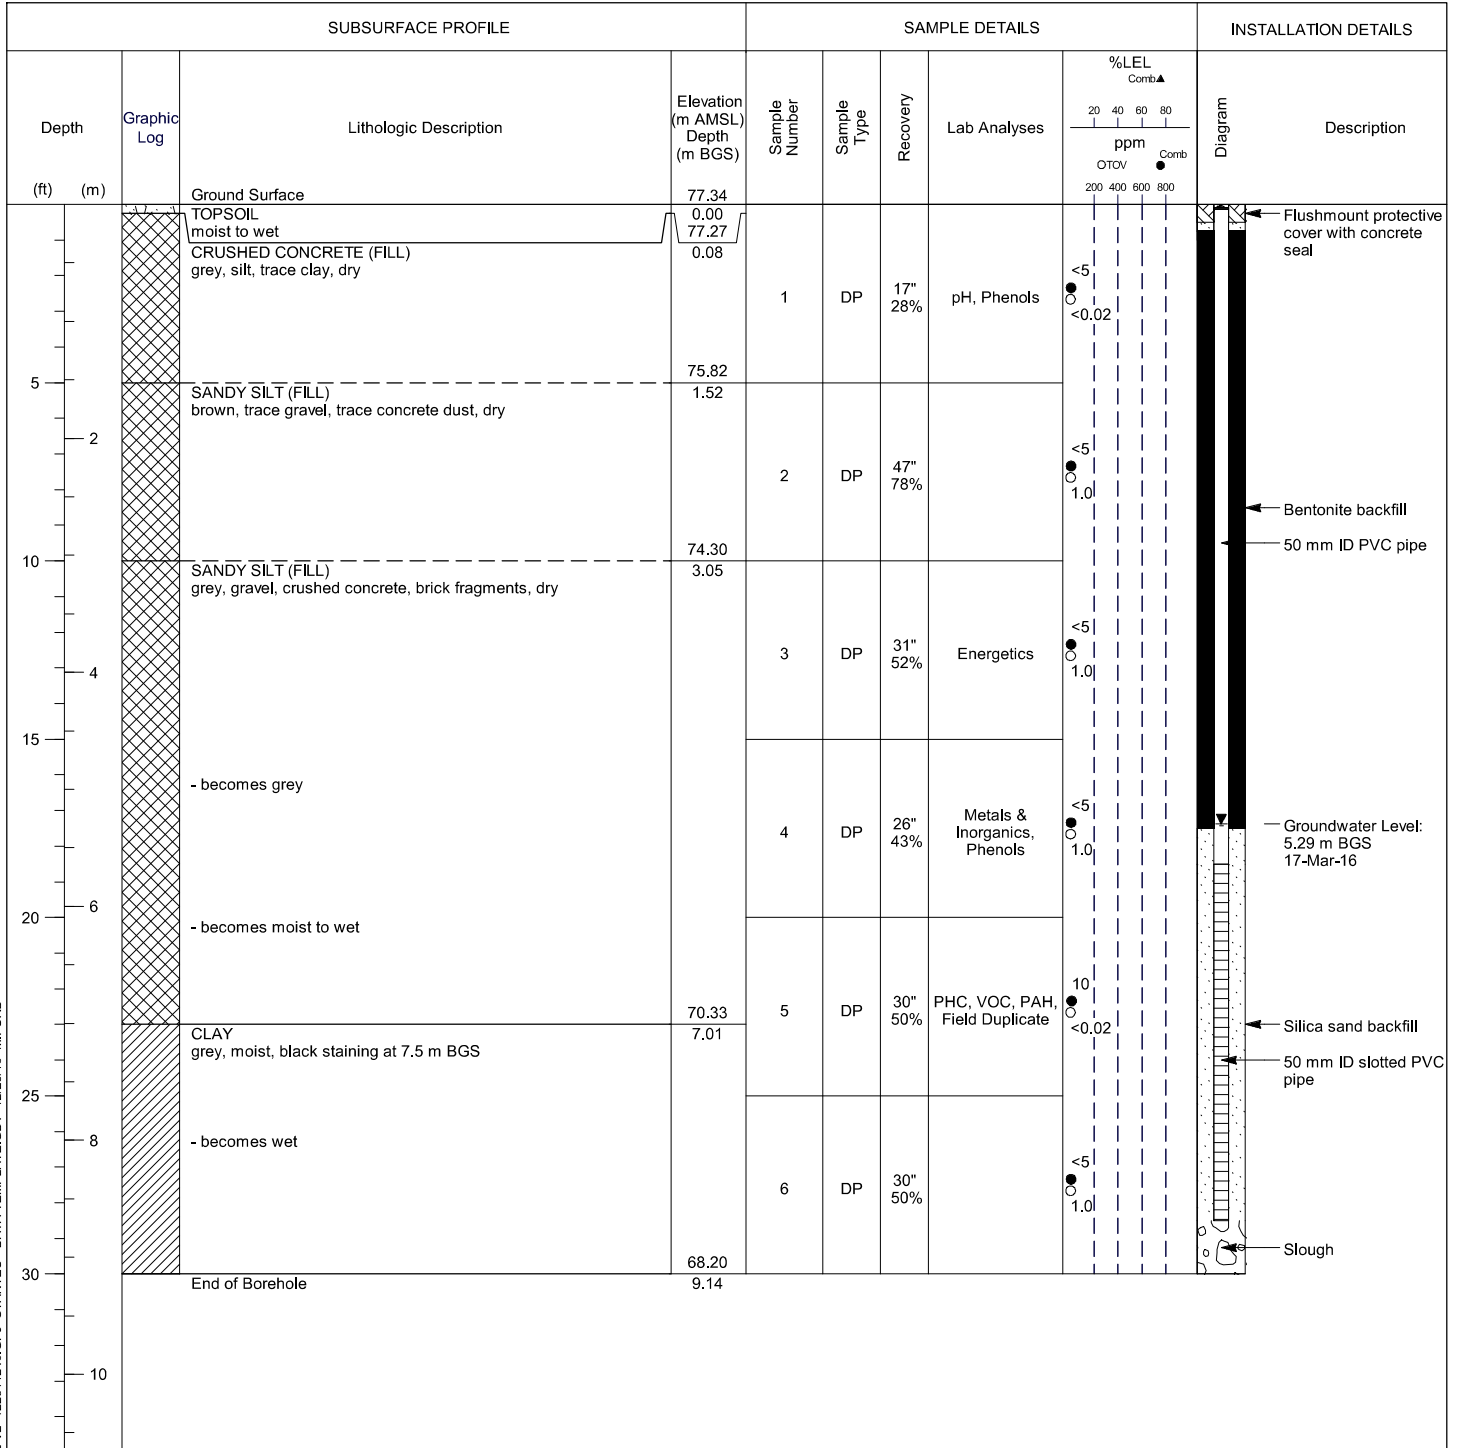 SUBSURFACE PROFILE
SAMPLE DETAILS
INSTALLATION DETAILS
Depth
(ft) (m)
Graphic
Log
Lithologic Description
Elevation
(m AMSL)
Depth
(m BGS)
Sample
Number
Sample
Type
Recovery
Lab Analyses
%LEL
Comb▲
20 40 60 80
ppm
○TOV ● Comb
200 400 600 800
Diagram
Description
Ground Surface 77.34
TOPSOIL 0.00
moist to wet 77.27
CRUSHED CONCRETE (FILL) 0.08
grey, silt, trace clay, dry
1 DP 17"
28%
pH, Phenols
<5
<0.02
Flushmount protective
cover with concrete
seal
75.82
5
SANDY SILT (FILL) 1.52
brown, trace gravel, trace concrete dust, dry
2
2 DP 47"
78%
<5
1.0
Bentonite backfill
50 mm ID PVC pipe
74.30
10
SANDY SILT (FILL) 3.05
grey, gravel, crushed concrete, brick fragments, dry
4
3 DP 31"
52%
Energetics
<5
1.0
15
- becomes grey
4 DP 26"
43%
Metals &
Inorganics,
Phenols
<5
1.0
Groundwater Level:
5.29 m BGS
17-Mar-16
6
20
- becomes moist to wet
5 DP 30"
50%
PHC, VOC, PAH,
Field Duplicate
10
<0.02
70.33
CLAY 7.01
grey, moist, black staining at 7.5 m BGS
Silica sand backfill
50 mm ID slotted PVC
pipe
25
8
- becomes wet
6 DP 30"
50%
<5
1.0
Slough
68.20
30
End of Borehole 9.14
10